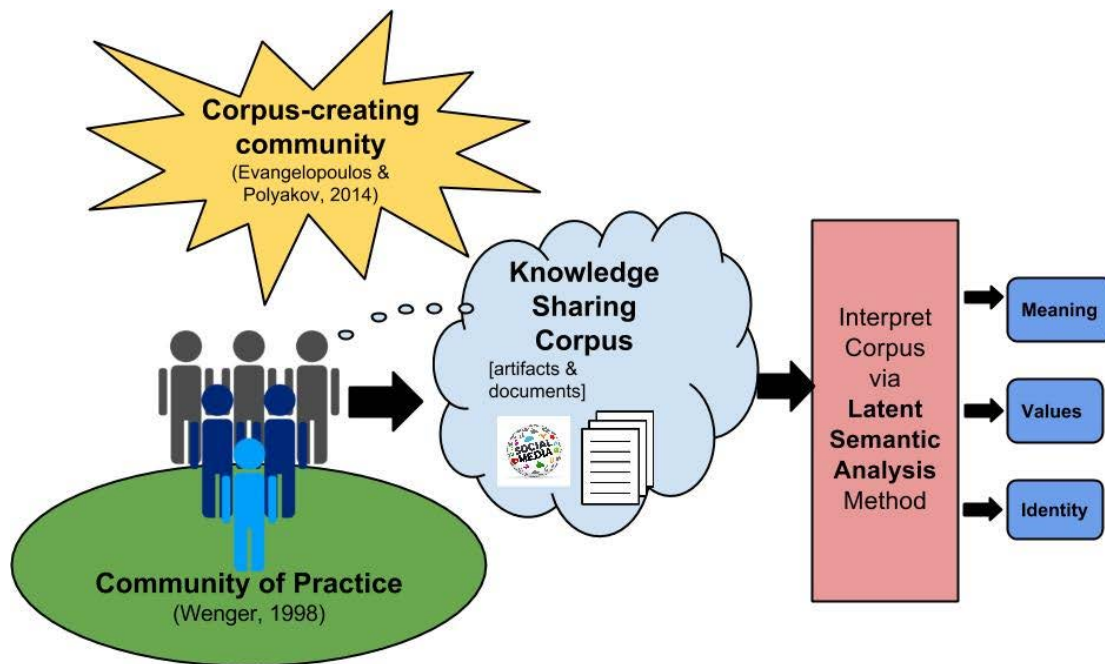 Corpus-creating
community
(Evangelopoulos &
Polyakov, 2014)
Knowledge
Sharing
Corpus
[artifacts &
documents]
SOCIAL
MEDIA
Community of Practice
(Wenger, 1998)
Interpret
Corpus
via
Latent
Semantic
Analysis
Method
Meaning
Values
Identity